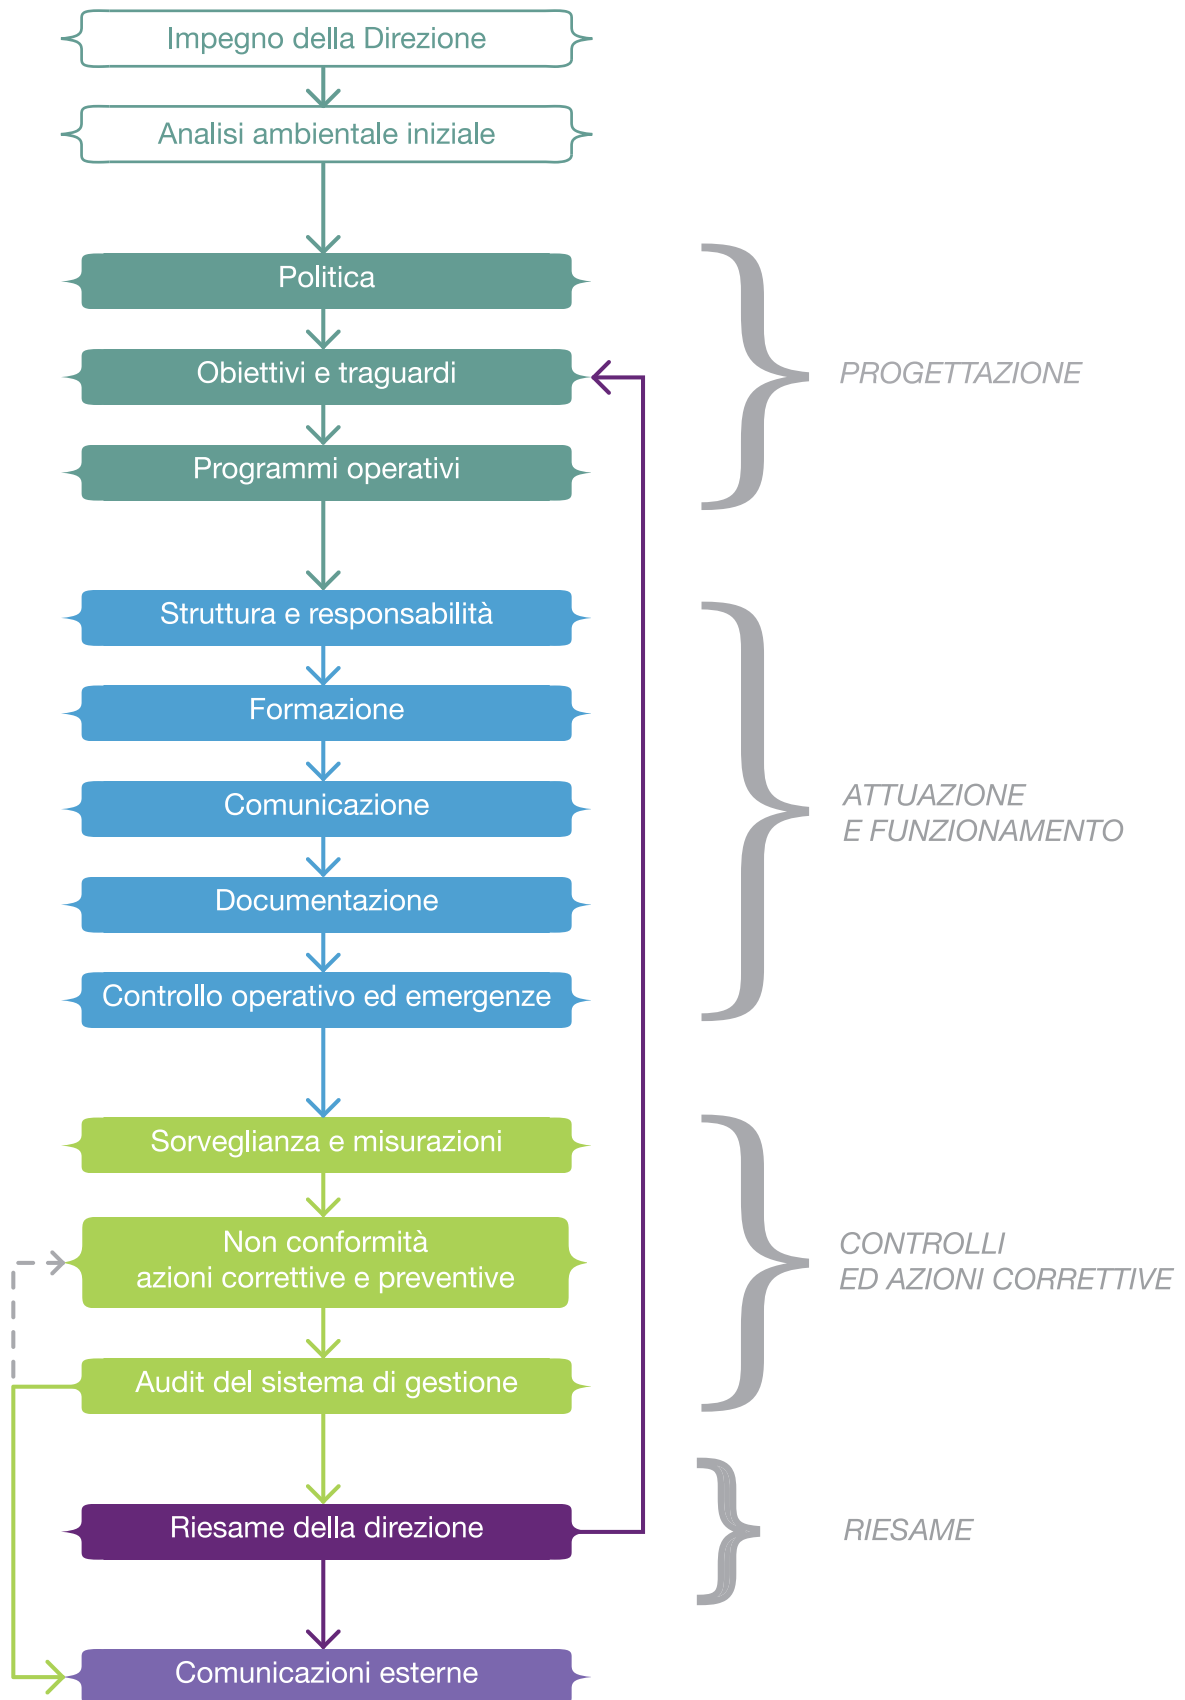 Impegno della Direzione
Analisi ambientale iniziale
Politica
Obiettivi e traguardi
PROGETTAZIONE
Programmi operativi
Struttura e responsabilità
Formazione
Comunicazione
ATTUAZIONE
E FUNZIONAMENTO
Documentazione
Controllo operativo ed emergenze
Sorveglianza e misurazioni
Non conformità
azioni correttive e preventive
CONTROLLI
ED AZIONI CORRETTIVE
Audit del sistema di gestione
Riesame della direzione
RIESAME
Comunicazioni esterne